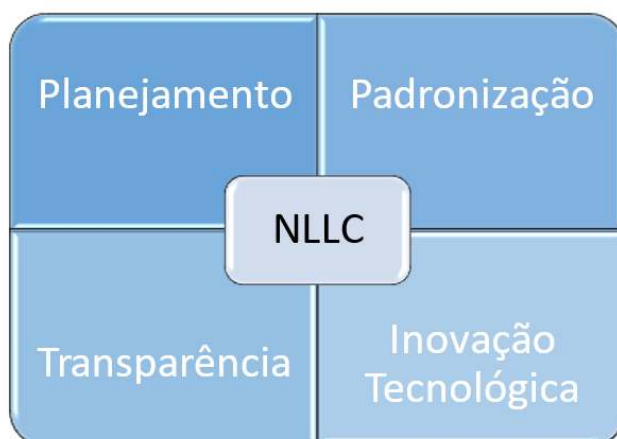 Planejamento
Padronização
NLLC
Transparência
Inovação
Tecnológica